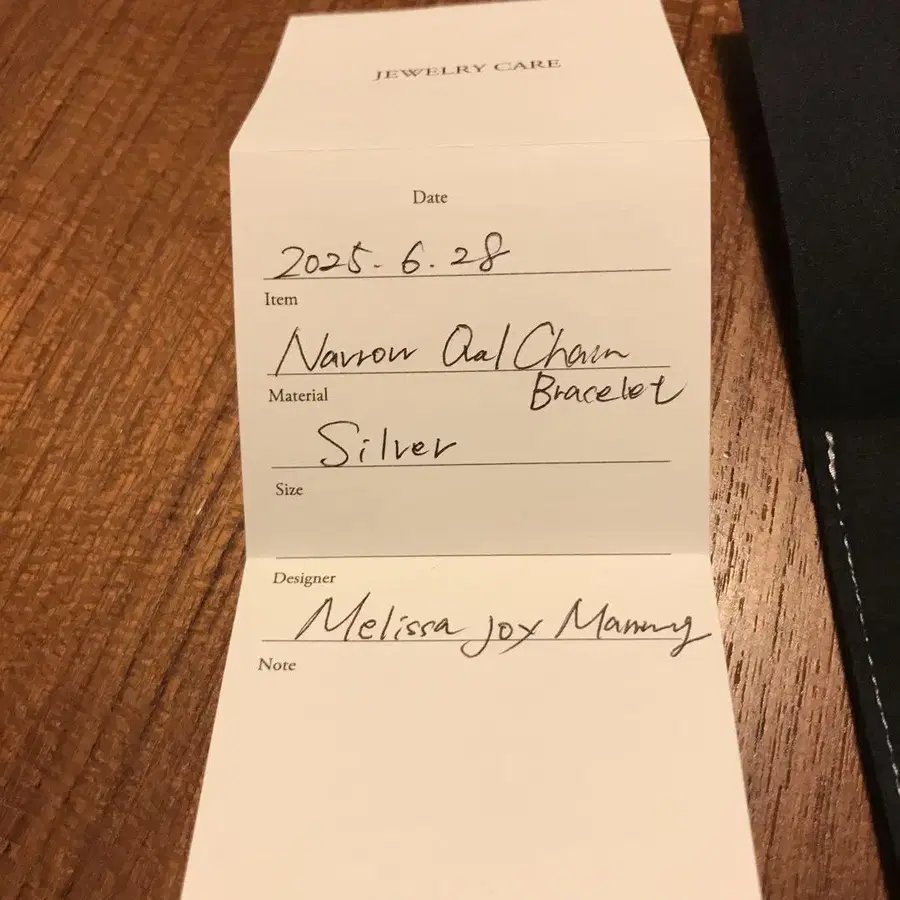 JEWELRY CARE
Date
2025.6.28
Item
Narrow Oval Chain
Bracelet
Material
Silver
Size
Designer
Melissa Joy Manning
Note